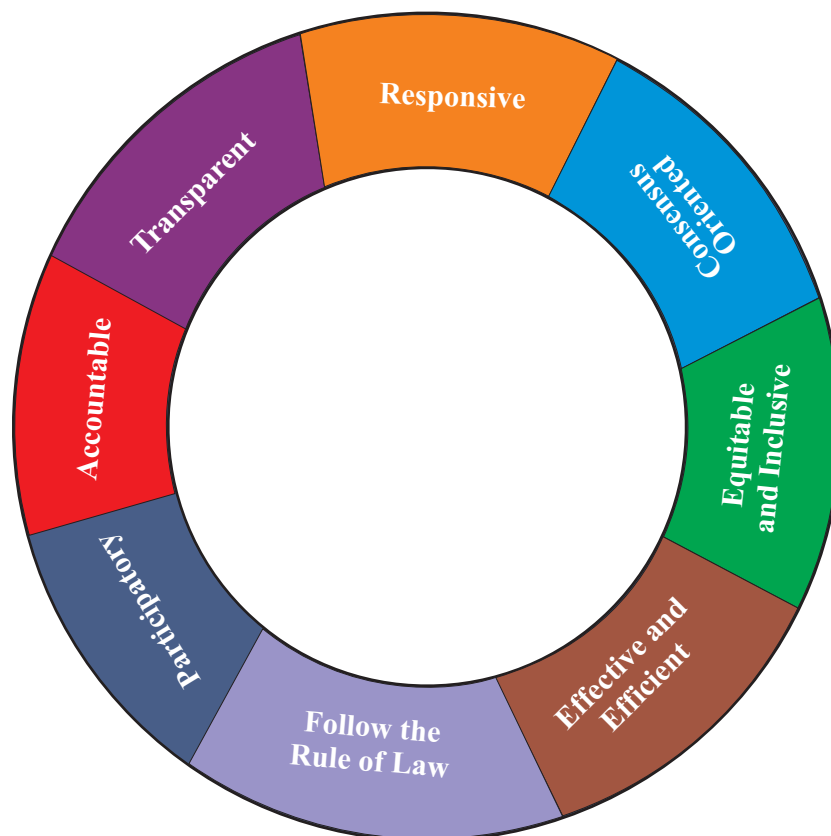 Responsive
Consensus
Oriented
Equitable
and Inclusive
Effective and
Efficient
Follow the
Rule of Law
Participatory
Accountable
Transparent